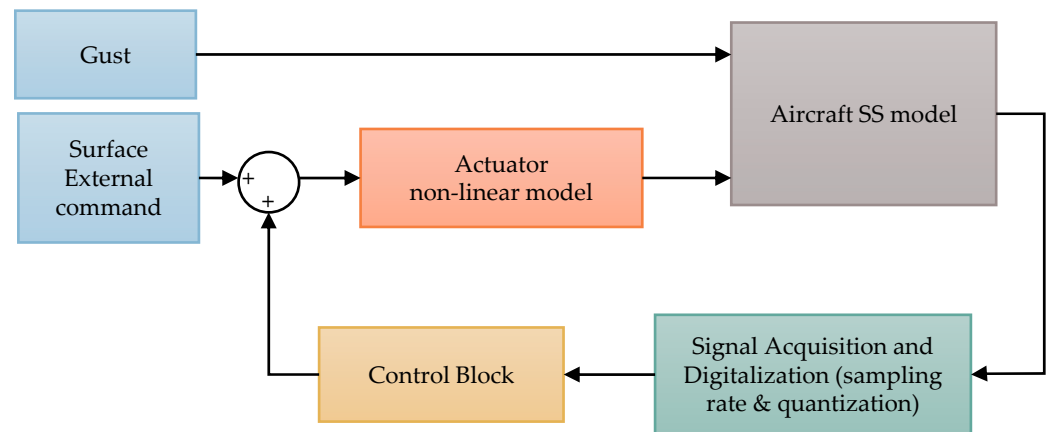 Gust
Aircraft SS model
Surface
External
command
+
+
Actuator
non-linear model
Control Block
Signal Acquisition and
Digitalization (sampling
rate & quantization)